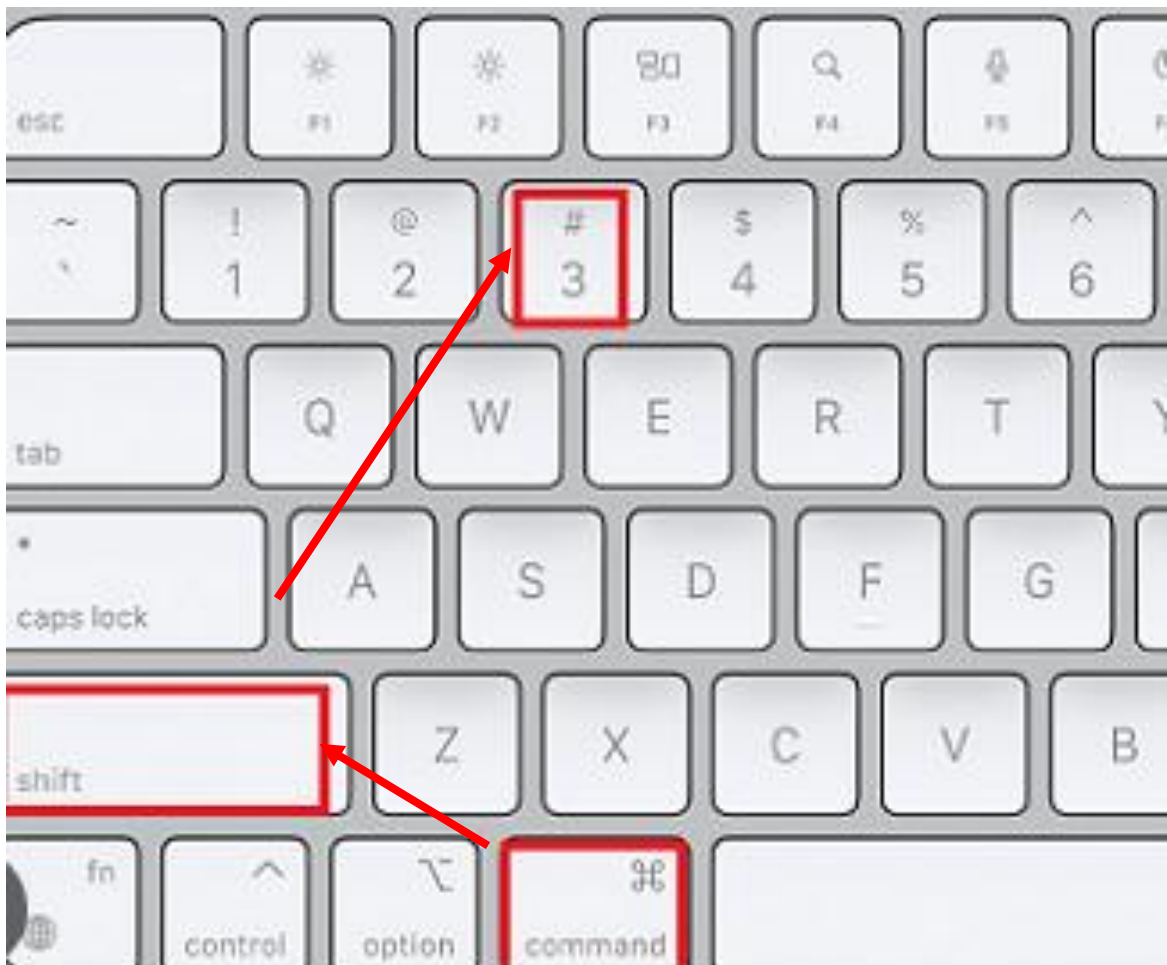 esc F1 F2 F3 F4 F5
~ ! @ # $ % ^
` 1 2 3 4 5 6
tab Q W E R T Y
caps lock A S D F G
shift Z X C V B
fn ^ ⌥ ⌘
control option command